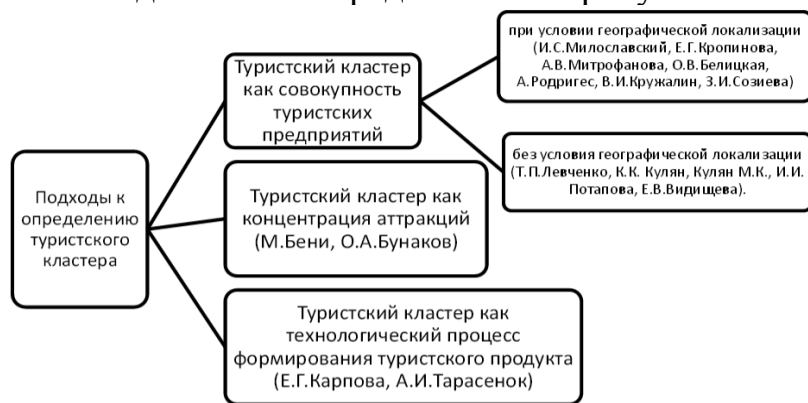 Подходы к
определению
туристского
кластера
Туристский кластер
как совокупность
туристских
предприятий
при условии географической локализации
(И.С.Милославский, Е.Г.Кропинова,
А.В.Митрофанова, О.В.Белицкая,
А.Родригес, В.И.Кружалин, З.И.Созиева)
без условия географической локализации
(Т.П.Левченко, К.К. Кулян, Кулян М.К., И.И.
Потапова, Е.В.Видищева).
Туристский кластер как
концентрация аттракций
(М.Бени, О.А.Бунаков)
Туристский кластер как
технологический процесс
формирования туристского продукта
(Е.Г.Карпова, А.И.Тарасенок)